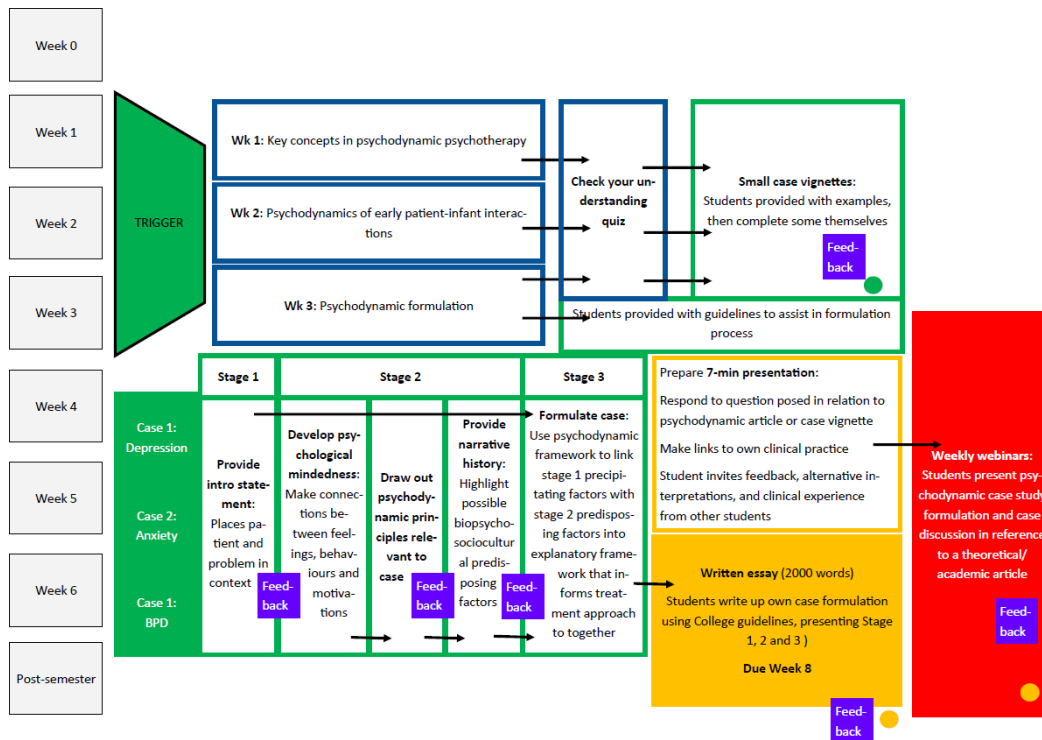 Week 0
Week 1
Week 2
Week 3
Week 4
Week 5
Week 6
Post-semester
TRIGGER
Wk 1: Key concepts in psychodynamic psychotherapy
Wk 2: Psychodynamics of early patient-infant interac-
tions
Wk 3: Psychodynamic formulation
Check your un-
derstanding
quiz
Small case vignettes:
Students provided with examples,
then complete some themselves
Feed-
back
Students provided with guidelines to assist in formulation
process
Stage 1
Stage 2
Stage 3
Case 1:
Depression
Case 2:
Anxiety
Case 1:
BPD
Provide
intro state-
ment:
Places pa-
tient and
problem in
context
Feed-
back
Develop psy-
chological
mindedness:
Make connec-
tions be-
tween feel-
ings, behav-
iours and
motiva-
tions
Draw out
psychody-
namic prin-
ciples rele-
vant to
case
Feed-
back
Provide
narrative
history:
Highlight
possible
biopsycho-
sociocultur
al predis-
posing
factors
Feed-
back
Formulate case:
Use psychodynamic
framework to link
stage 1 precipi-
tating factors with
stage 2 predispos-
ing factors into
explanatory frame-
work that in-
forms treat-
ment approach
to together
Prepare 7-min presentation:
Respond to question posed in relation to
psychodynamic article or case vignette
Make links to own clinical practice
Student invites feedback, alternative in-
terpretations, and clinical experience
from other students
Written essay (2000 words)
Students write up own case formulation
using College guidelines, presenting Stage
1, 2 and 3 )
Due Week 8
Feed-
back
Weekly webinars:
Students present psy-
chodynamic case study
formulation and case
discussion in reference
to a theoretical/
academic article
Feed-
back